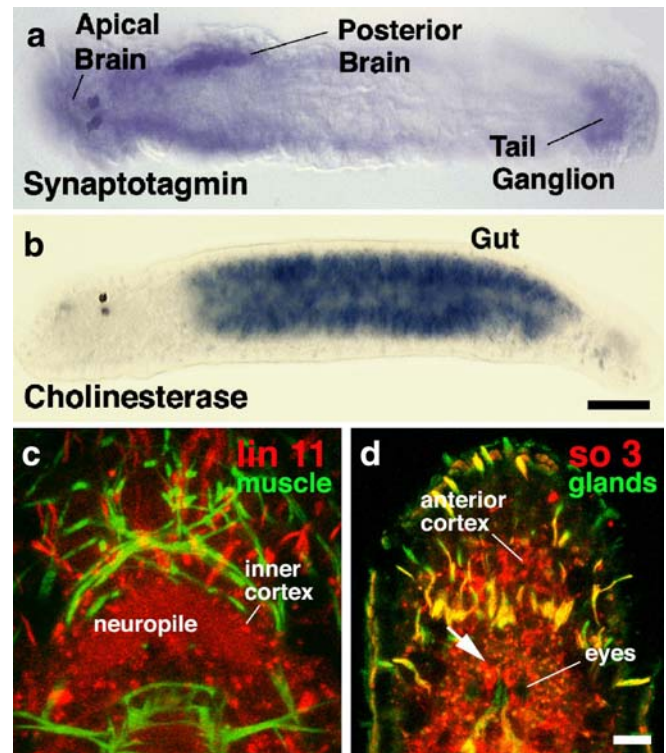 a
Apical
Brain
Posterior
Brain
Tail
Ganglion
Synaptotagmin
b
Gut
Cholinesterase
c
lin 11
muscle
inner
cortex
neuropile
d
so 3
glands
anterior
cortex
eyes